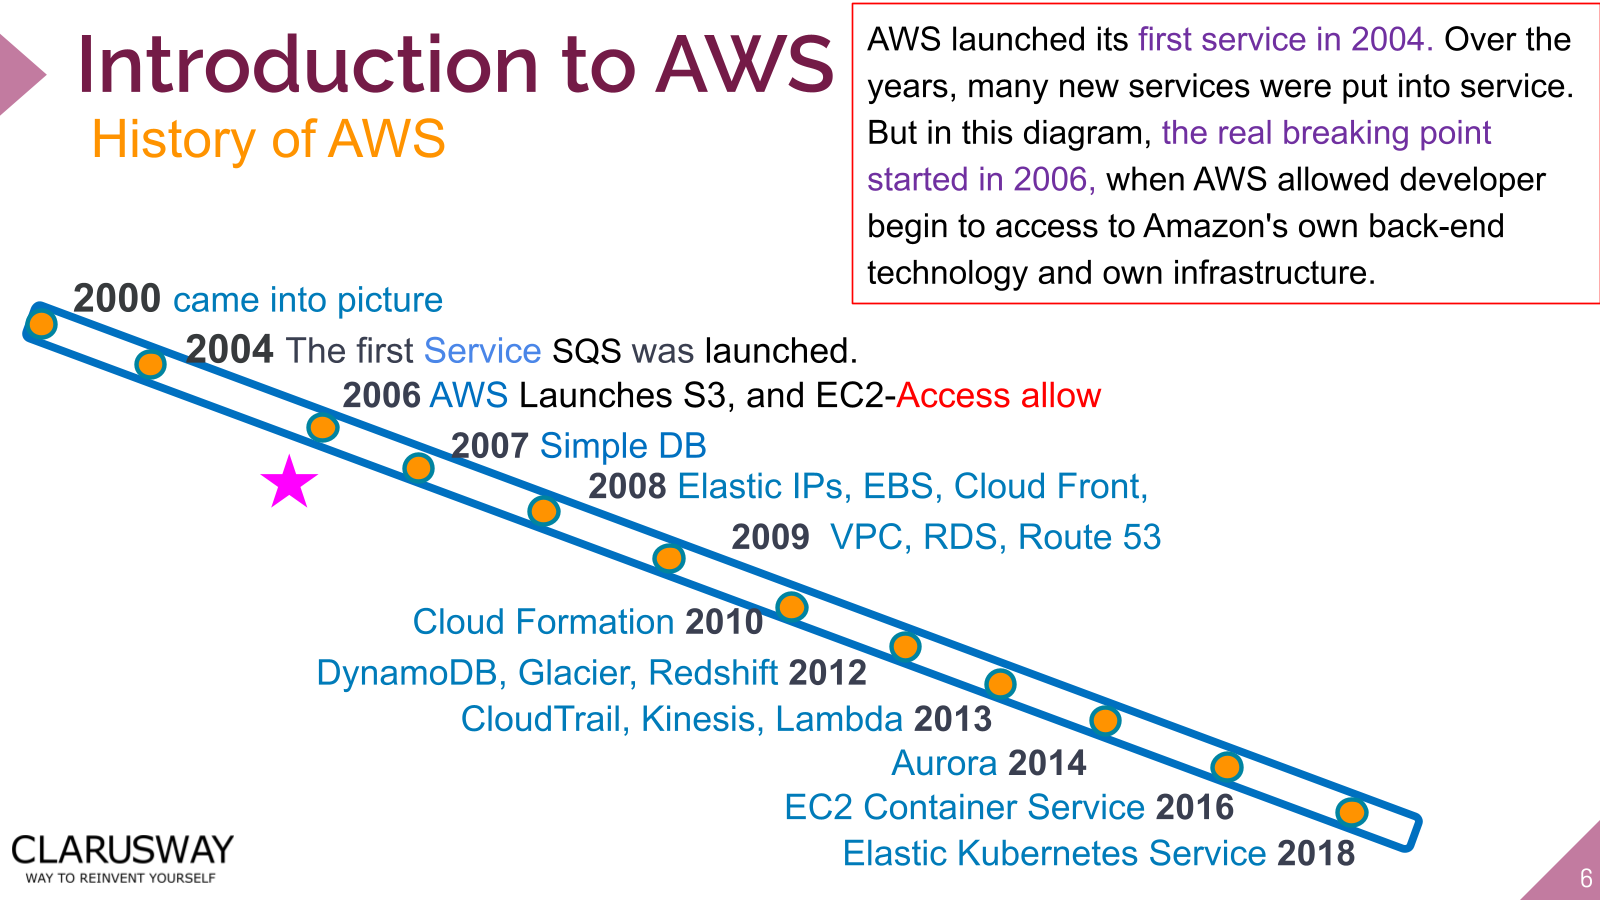 Introduction to AWS
History of AWS
AWS launched its first service in 2004. Over the
years, many new services were put into service.
But in this diagram, the real breaking point
started in 2006, when AWS allowed developer
begin to access to Amazon's own back-end
technology and own infrastructure.
2000 came into picture
2004 The first Service SQS was launched.
2006 AWS Launches S3, and EC2-Access allow
2007 Simple DB
2008 Elastic IPs, EBS, Cloud Front,
2009 VPC, RDS, Route 53
Cloud Formation 2010
DynamoDB, Glacier, Redshift 2012
CloudTrail, Kinesis, Lambda 2013
Aurora 2014
EC2 Container Service 2016
Elastic Kubernetes Service 2018
CLARUSWAY
WAY TO REINVENT YOURSELF
6